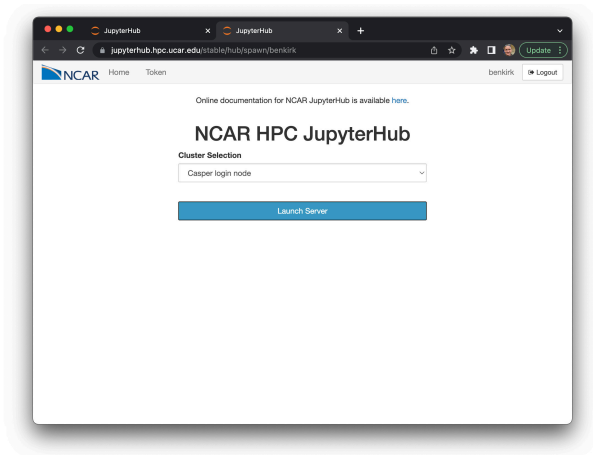 JupyterHub
JupyterHub
jupyterhub.hpc.ucar.edu/stable/hub/spawn/benkirk
Update
NCAR Home Token benkirk Logout
Online documentation for NCAR JupyterHub is available here.
NCAR HPC JupyterHub
Cluster Selection
Casper login node
Launch Server